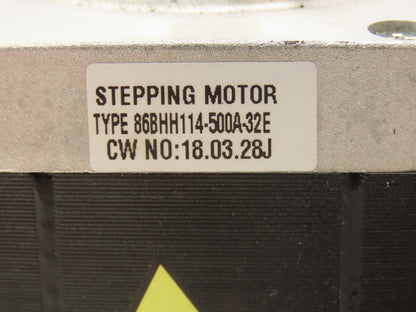 STEPPING MOTOR
TYPE 86BHH114-500A-32E
CW NO:18.03.28J